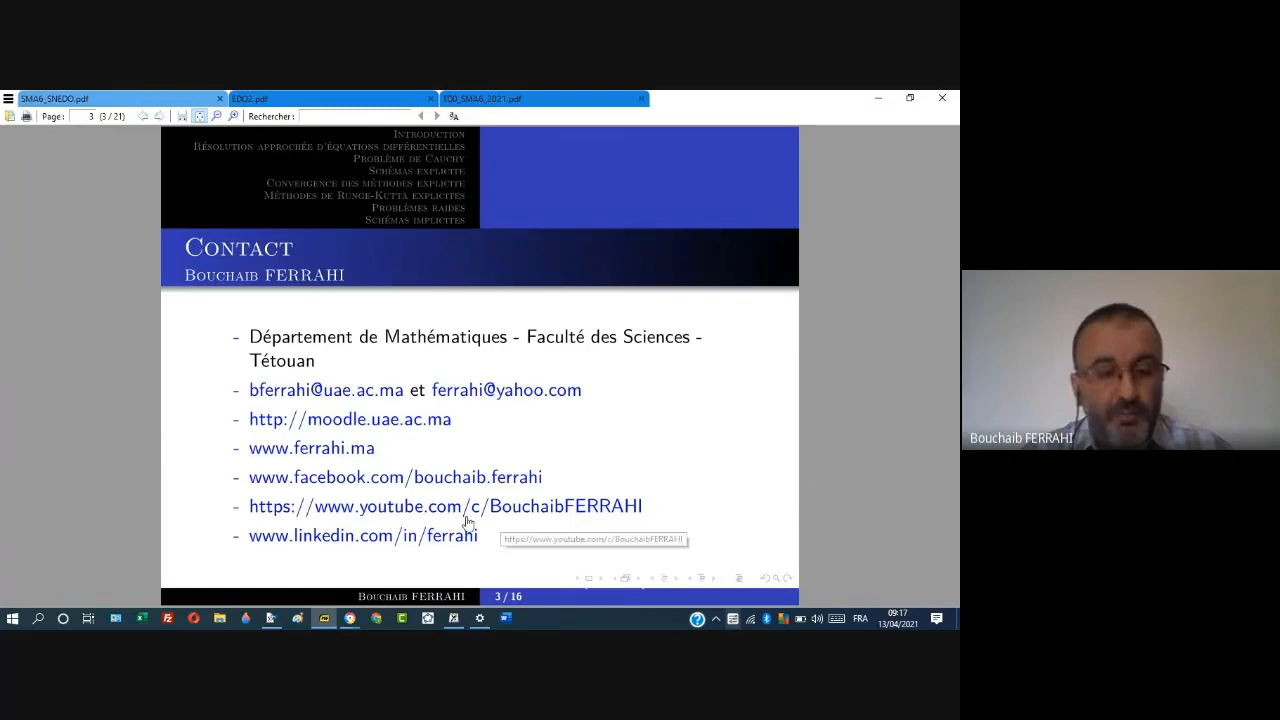 SMA6_SNEDO.pdf
EDO2.pdf
TD0_SMA6_2021.pdf
Page: 3 (3 / 21) Rechercher:
Introduction
Résolution approchée d'équations différentielles
Problème de Cauchy
Schémas explicite
Convergence des méthodes explicite
Méthodes de Runge-Kutta explicites
Problèmes raides
Schémas implicites
Contact
Bouchaib FERRAHI
- Département de Mathématiques - Faculté des Sciences -
Tétouan
- bferrahi@uae.ac.ma et ferrahi@yahoo.com
- http://moodle.uae.ac.ma
- www.ferrahi.ma
- www.facebook.com/bouchaib.ferrahi
- https://www.youtube.com/c/BouchaibFERRAHI
- www.linkedin.com/in/ferrahi
https://www.youtube.com/c/BouchaibFERRAHI
Bouchaib FERRAHI 3 / 16
FRA
09:17
13/04/2021
Bouchaib FERRAHI